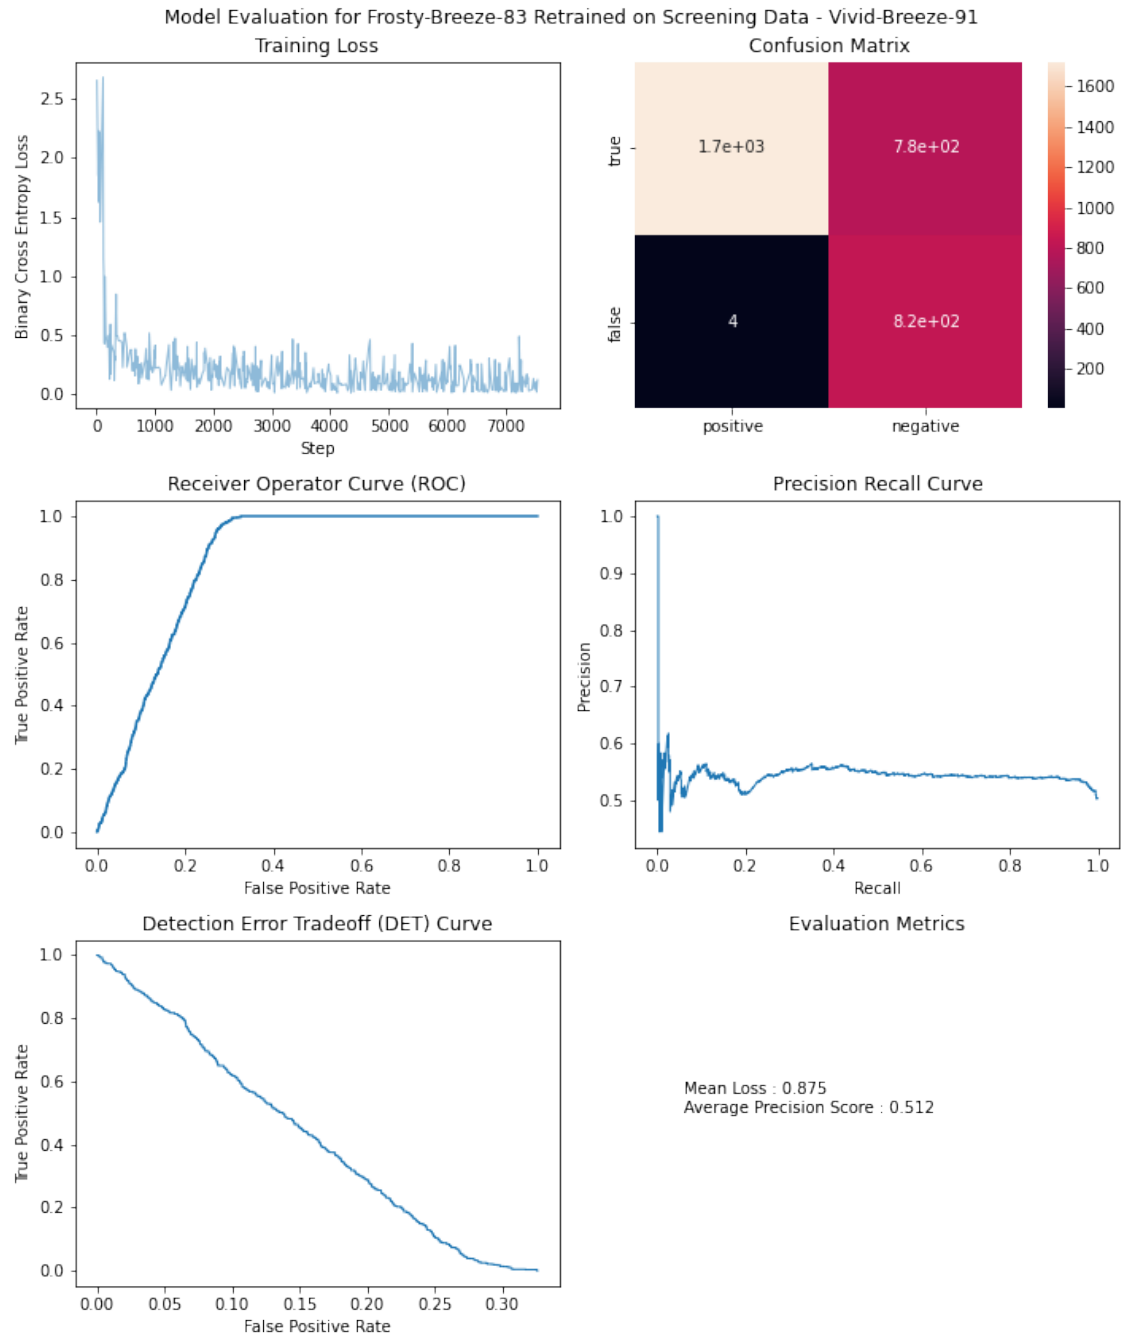 Model Evaluation for Frosty-Breeze-83 Retrained on Screening Data - Vivid-Breeze-91
Training Loss
Binary Cross Entropy Loss
2.5
2.0
1.5
1.0
0.5
0.0
0 1000 2000 3000 4000 5000 6000 7000
Step
Confusion Matrix
true
false
1.7e+03 7.8e+02
4 8.2e+02
positive negative
1600
1400
1200
1000
800
600
400
200
Receiver Operator Curve (ROC)
True Positive Rate
1.0
0.8
0.6
0.4
0.2
0.0
0.0 0.2 0.4 0.6 0.8 1.0
False Positive Rate
Precision Recall Curve
Precision
1.0
0.9
0.8
0.7
0.6
0.5
0.0 0.2 0.4 0.6 0.8 1.0
Recall
Detection Error Tradeoff (DET) Curve
True Positive Rate
1.0
0.8
0.6
0.4
0.2
0.0
0.00 0.05 0.10 0.15 0.20 0.25 0.30
False Positive Rate
Evaluation Metrics
Mean Loss : 0.875
Average Precision Score : 0.512